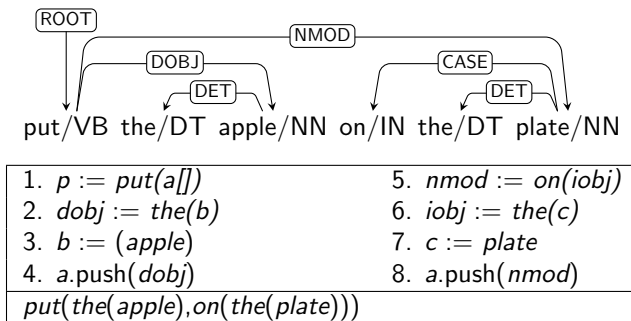 ROOT
NMOD
DOBJ
CASE
DET
DET
put/VB the/DT apple/NN on/IN the/DT plate/NN
1. p := put(a[])
2. dobj := the(b)
3. b := (apple)
4. a.push(dobj)
5. nmod := on(iobj)
6. iobj := the(c)
7. c := plate
8. a.push(nmod)
put(the(apple),on(the(plate)))